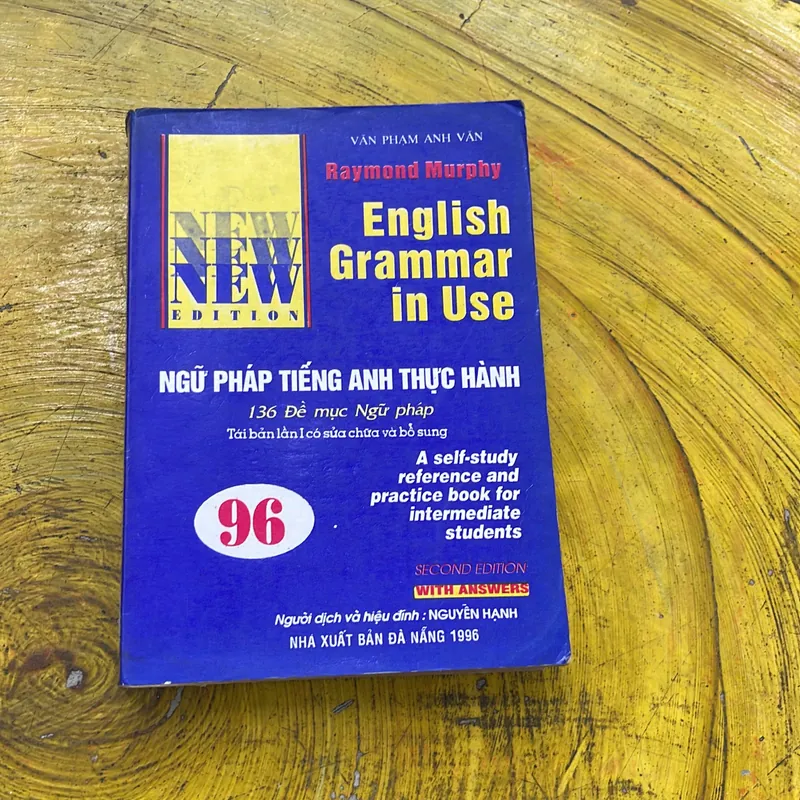 VĂN PHẠM ANH VĂN
Raymond Murphy
English
Grammar
in Use
NEW
NEW
NEW
EDITION
NGỮ PHÁP TIẾNG ANH THỰC HÀNH
136 Đề mục Ngữ pháp
Tái bản lần I có sửa chữa và bổ sung
96
A self-study
reference and
practice book for
intermediate
students
SECOND EDITION
WITH ANSWERS
Người dịch và hiệu đính : NGUYỄN HẠNH
NHÀ XUẤT BẢN ĐÀ NẴNG 1996